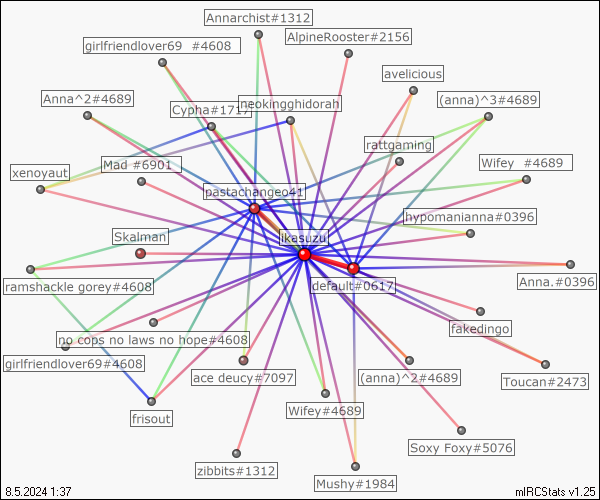 Annarchist#1312
AlpineRooster#2156
girlfriendlover69 #4608
avelicious
Anna^2#4689
Cypha#1717
neokingghidorah
(anna)^3#4689
rattgaming
xenoyaut
Mad #6901
Wifey #4689
pastachangeo41
hypomanianna#0396
Skalman
ikesuzu
ramshackle gorey#4608
default#0617
Anna.#0396
fakedingo
no cops no laws no hope#4608
girlfriendlover69#4608
ace deucy#7097
(anna)^2#4689
Toucan#2473
frisout
Wifey#4689
Soxy Foxy#5076
zibbits#1312
Mushy#1984
8.5.2024 1:37
mIRCStats v1.25